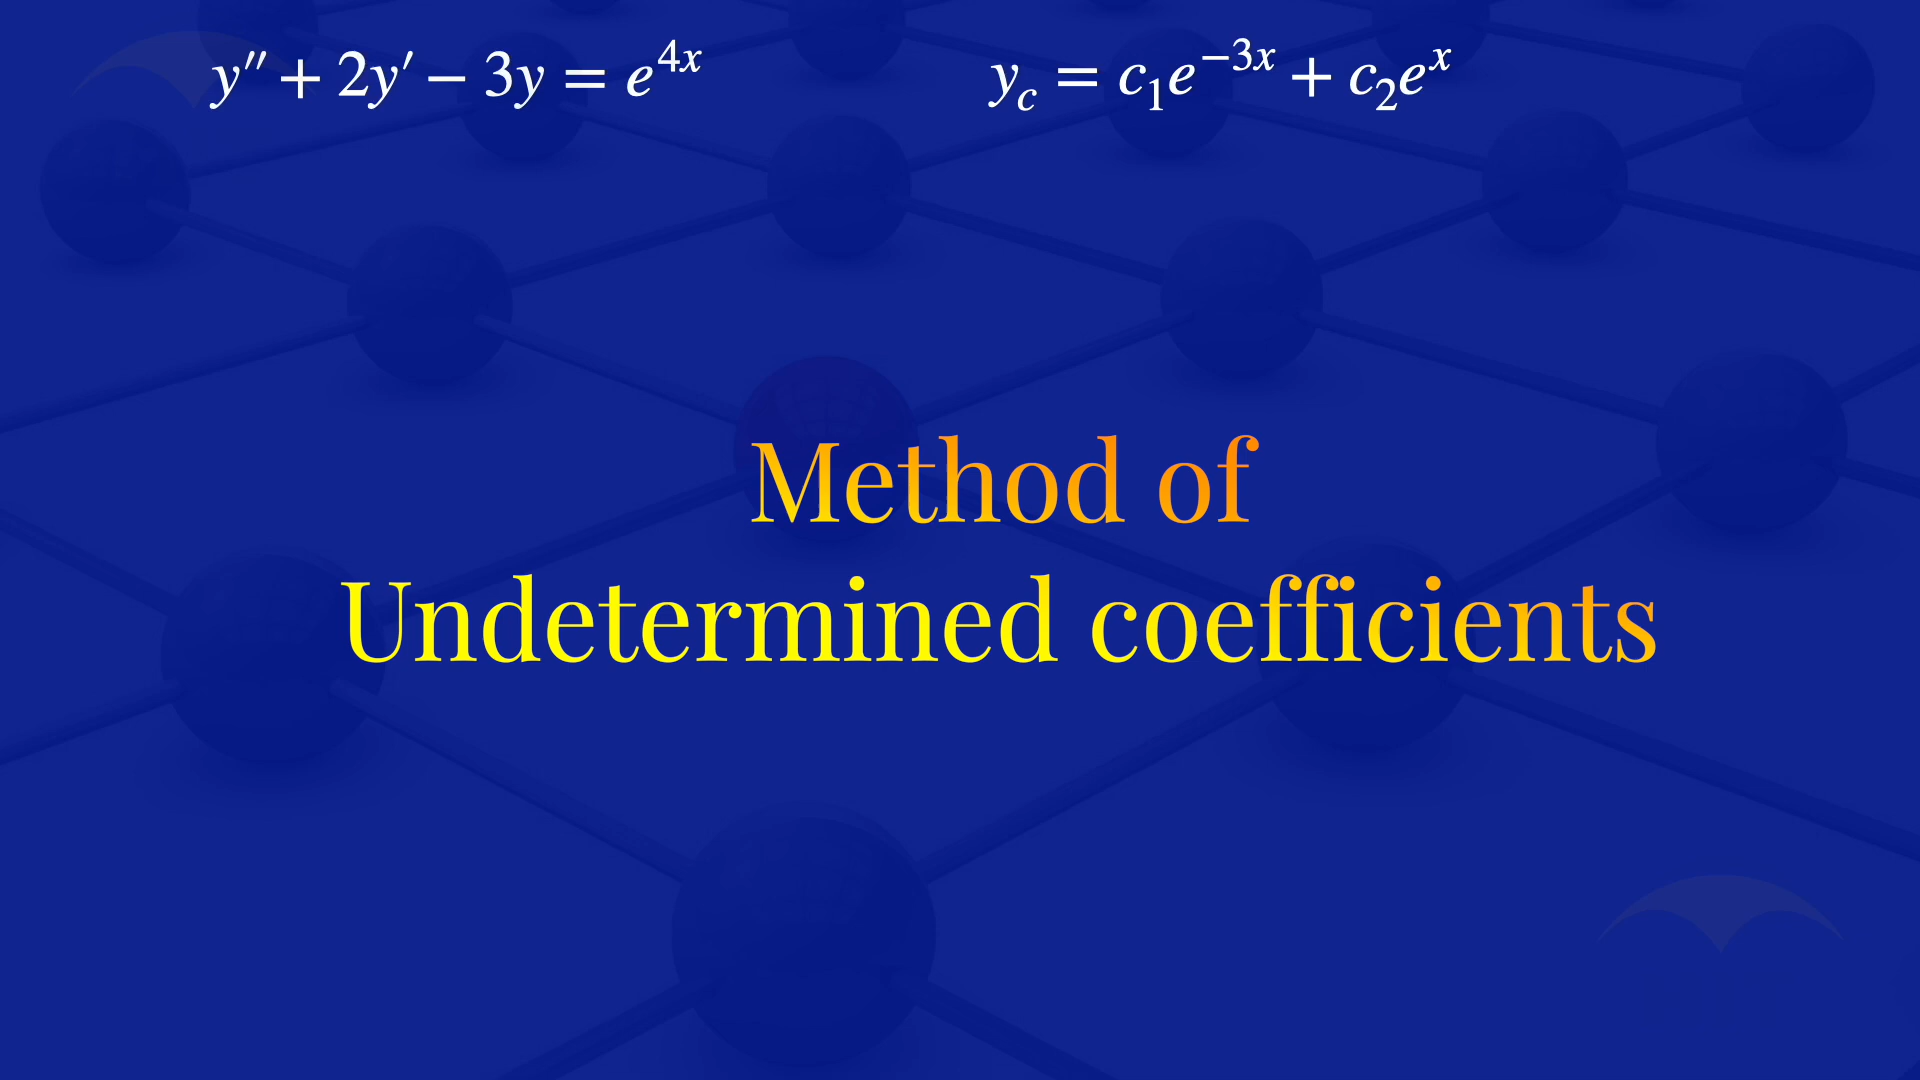 y″ + 2y′ − 3y = e^{4x}
y_c = c_1e^{−3x} + c_2e^x
Method of
Undetermined coefficients